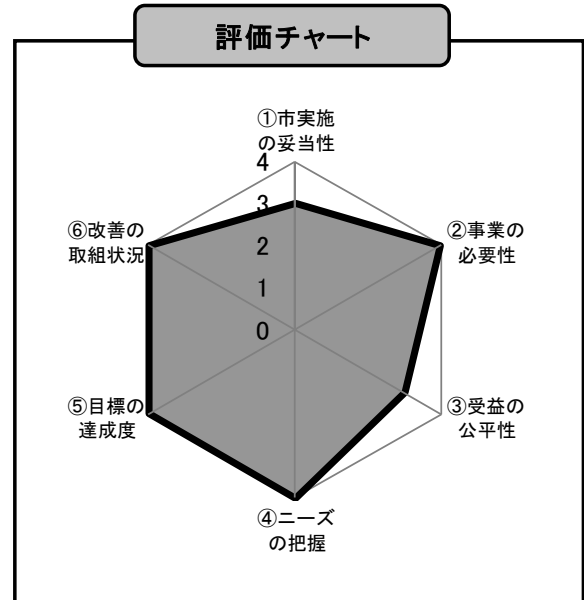 評価チャート
①市実施
の妥当性
4
3
2
1
0
②事業の
必要性
③受益の
公平性
④ニーズ
の把握
⑤目標の
達成度
⑥改善の
取組状況